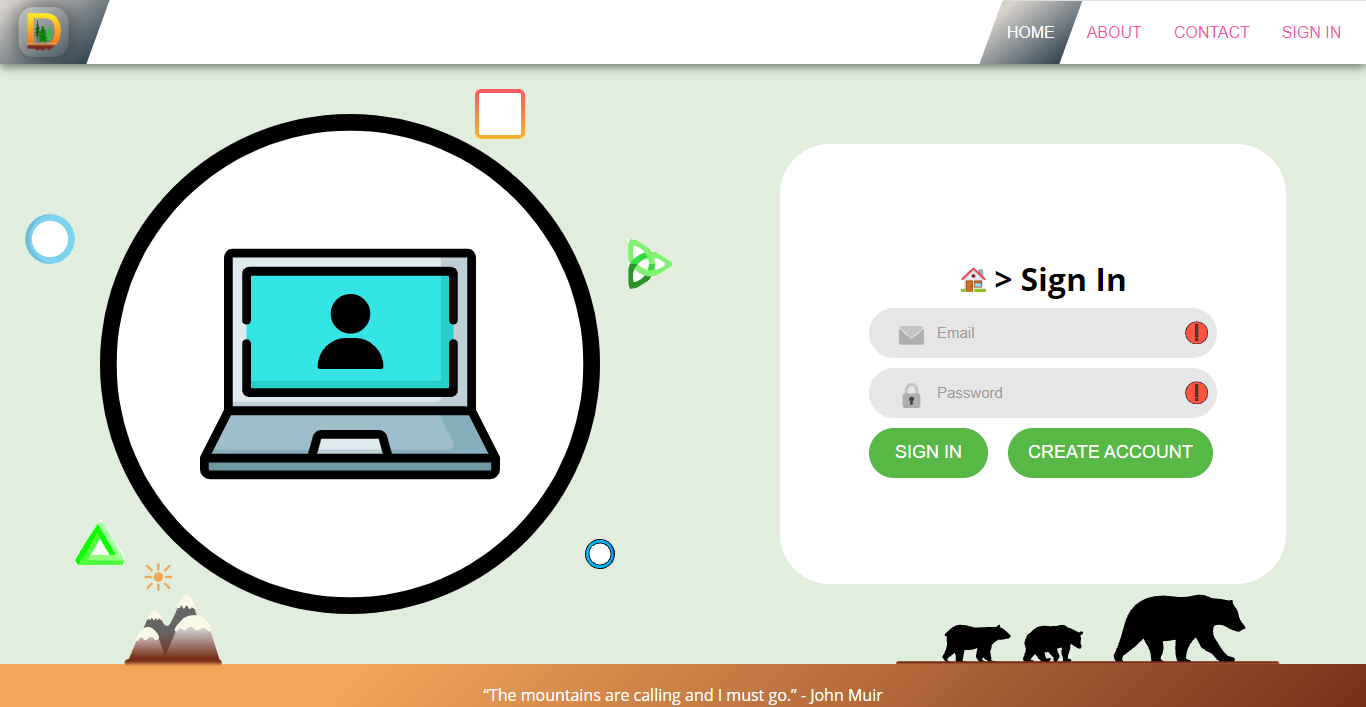 D
HOME ABOUT CONTACT SIGN IN
> Sign In
Email
Password
SIGN IN CREATE ACCOUNT
“The mountains are calling and I must go.” - John Muir